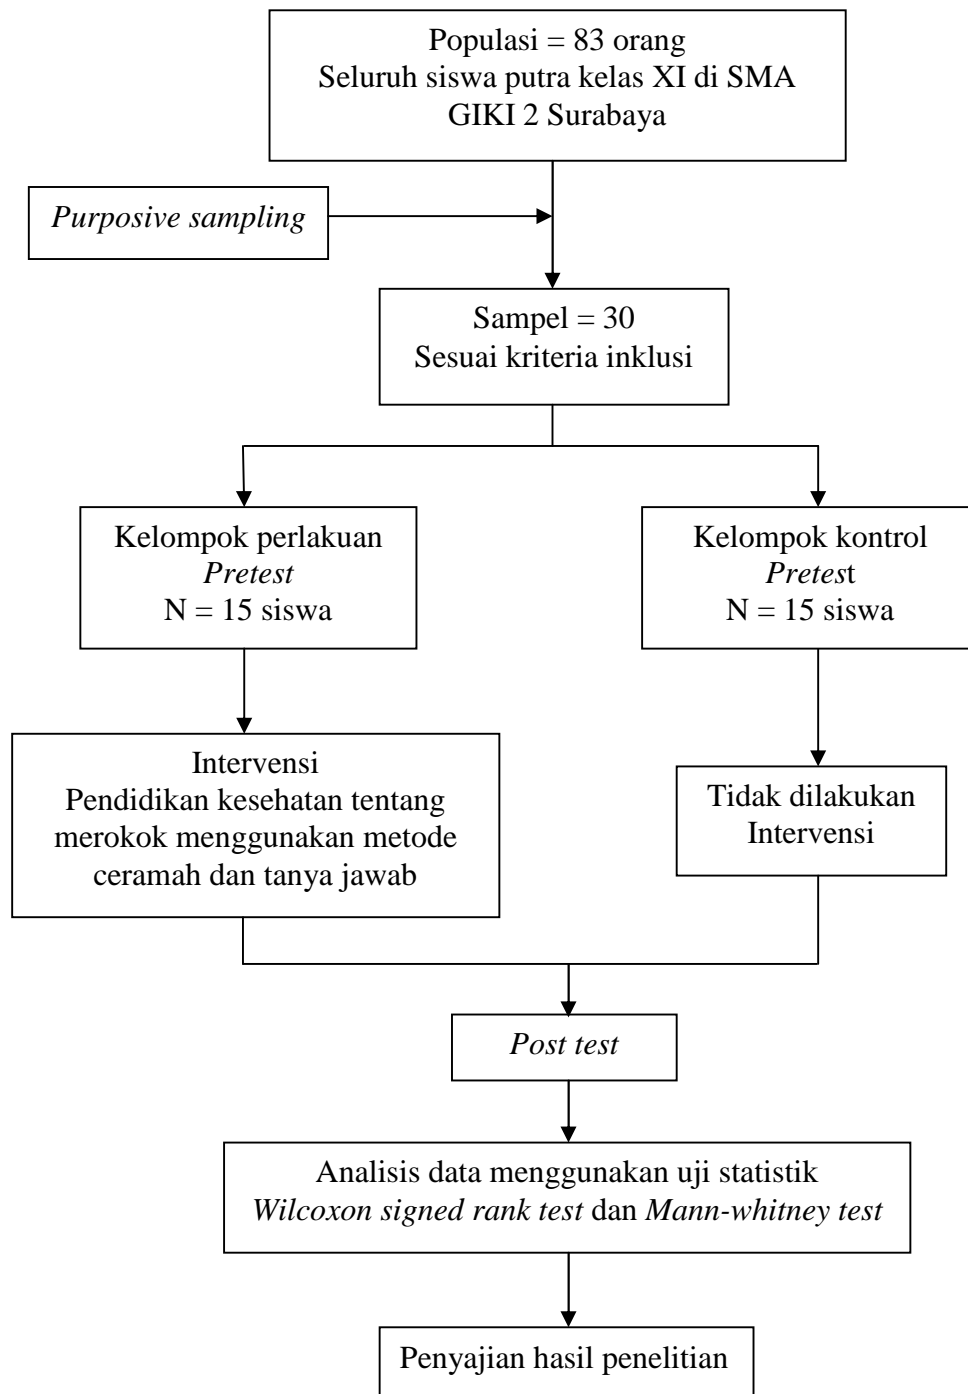 Populasi = 83 orang
Seluruh siswa putra kelas XI di SMA
GIKI 2 Surabaya
Purposive sampling
Sampel = 30
Sesuai kriteria inklusi
Kelompok perlakuan
Pretest
N = 15 siswa
Kelompok kontrol
Pretest
N = 15 siswa
Intervensi
Pendidikan kesehatan tentang
merokok menggunakan metode
ceramah dan tanya jawab
Tidak dilakukan
Intervensi
Post test
Analisis data menggunakan uji statistik
Wilcoxon signed rank test dan Mann-whitney test
Penyajian hasil penelitian